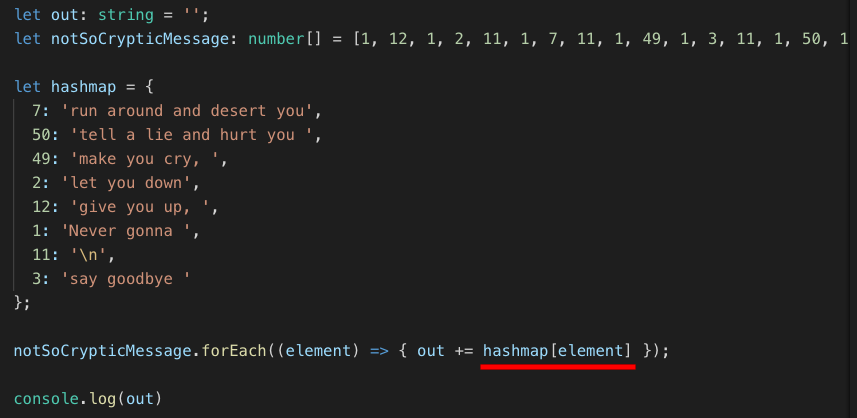 let out: string = '';
let notSoCrypticMessage: number[] = [1, 12, 1, 2, 11, 1, 7, 11, 1, 49, 1, 3, 11, 1, 50, 1
let hashmap = {
7: 'run around and desert you',
50: 'tell a lie and hurt you ',
49: 'make you cry, ',
2: 'let you down',
12: 'give you up, ',
1: 'Never gonna ',
11: '\n',
3: 'say goodbye '
};
notSoCrypticMessage.forEach((element) => { out += hashmap[element] });
console.log(out)